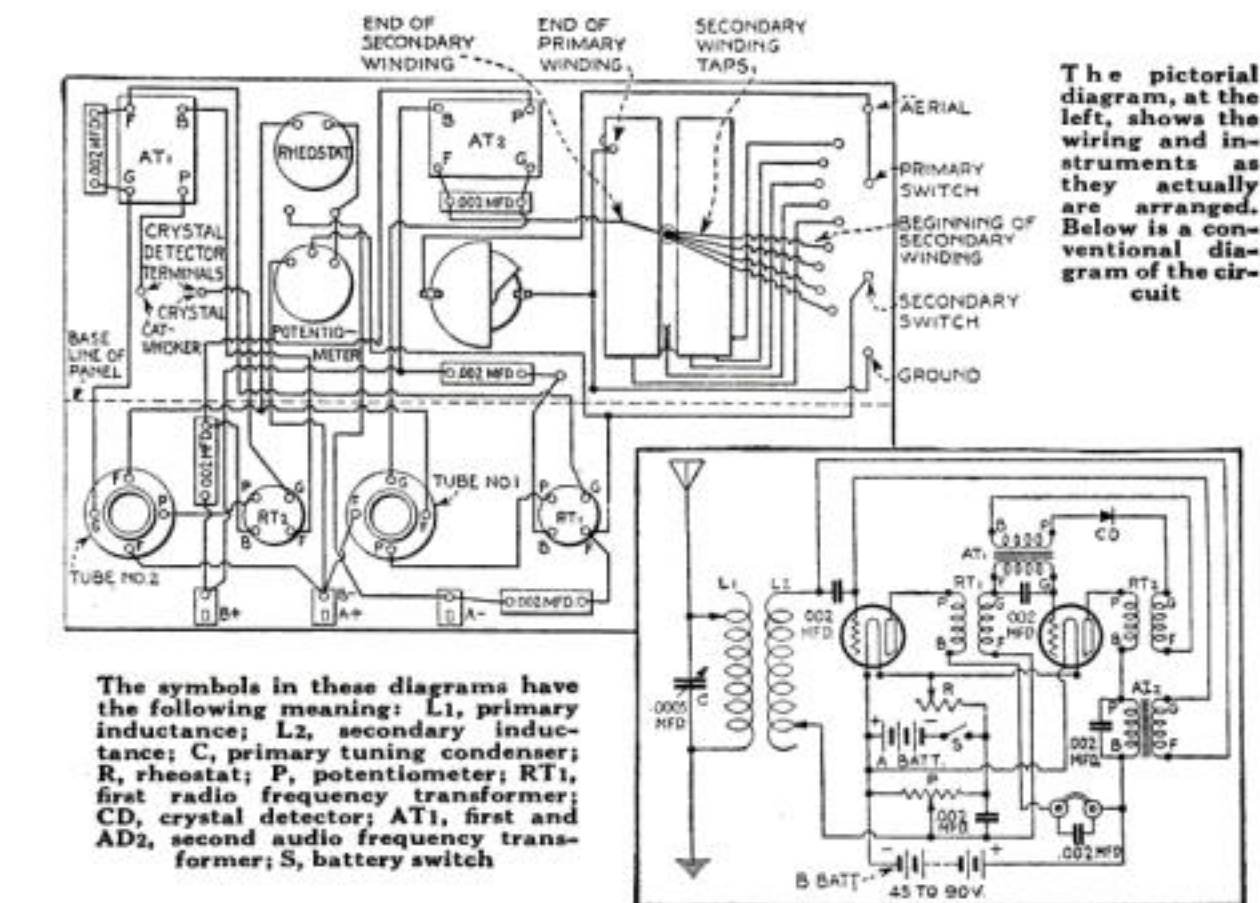 END OF
SECONDARY
WINDING
END OF
PRIMARY
WINDING
SECONDARY
WINDING
TAPS
AERIAL
PRIMARY
SWITCH
BEGINNING OF
SECONDARY
WINDING
SECONDARY
SWITCH
GROUND
.002 MFD
F
P
AT1
G
P
RHEOSTAT
B
P
AT2
F
G
.002 MFD
CRYSTAL
DETECTOR
TERMINALS
CRYSTAL
CAT-
WHISKER
POTENTIO-
METER
BASE
LINE OF
PANEL
.002 MFD
.002 MFD
F
P
G
F
TUBE NO.2
P
G
RT2
B
F
G
F
P
TUBE NO.1
P
G
RT1
B
F
B+
B-
A+
A-
.002 MFD
The pictorial
diagram, at the
left, shows the
wiring and in-
struments as
they actually
are arranged.
Below is a con-
ventional dia-
gram of the cir-
cuit
L1
L2
.0005
MFD
C
.002
MFD
B
P
AT1
CD
RT1
P
G
B
F
.002
MFD
G
RT2
P
G
B
F
R
+
-
S
A BATT.
P
.002
MFD
AT2
P
G
B
F
.002
MFD
.002 MFD
-
+
B BATT
45 TO 90V.
The symbols in these diagrams have
the following meaning: L1, primary
inductance; L2, secondary induc-
tance; C, primary tuning condenser;
R, rheostat; P, potentiometer; RT1,
first radio frequency transformer;
CD, crystal detector; AT1, first and
AD2, second audio frequency trans-
former; S, battery switch